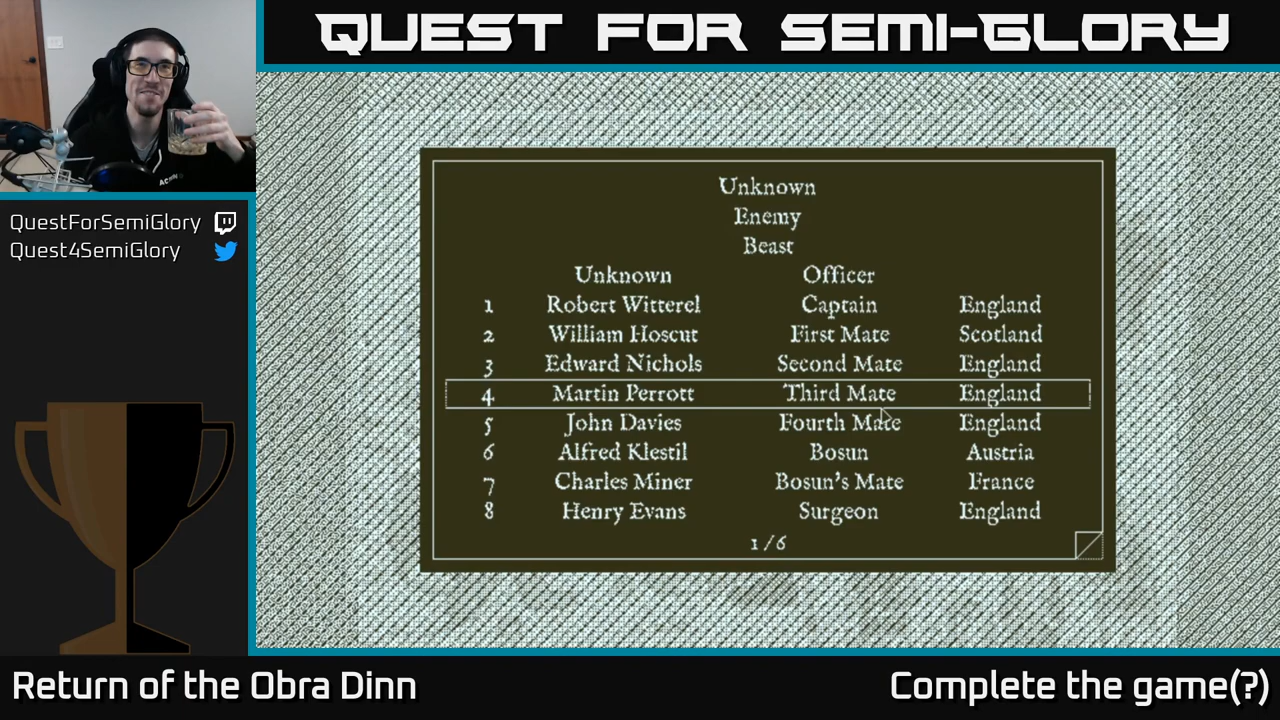 QUEST FOR SEMI-GLORY
QuestForSemiGlory
Quest4SemiGlory
Unknown
Enemy
Beast
Unknown Officer
1 Robert Witterel Captain England
2 William Hoscut First Mate Scotland
3 Edward Nichols Second Mate England
4 Martin Perrott Third Mate England
5 John Davies Fourth Mate England
6 Alfred Klestil Bosun Austria
7 Charles Miner Bosun's Mate France
8 Henry Evans Surgeon England
1/6
Return of the Obra Dinn
Complete the game(?)